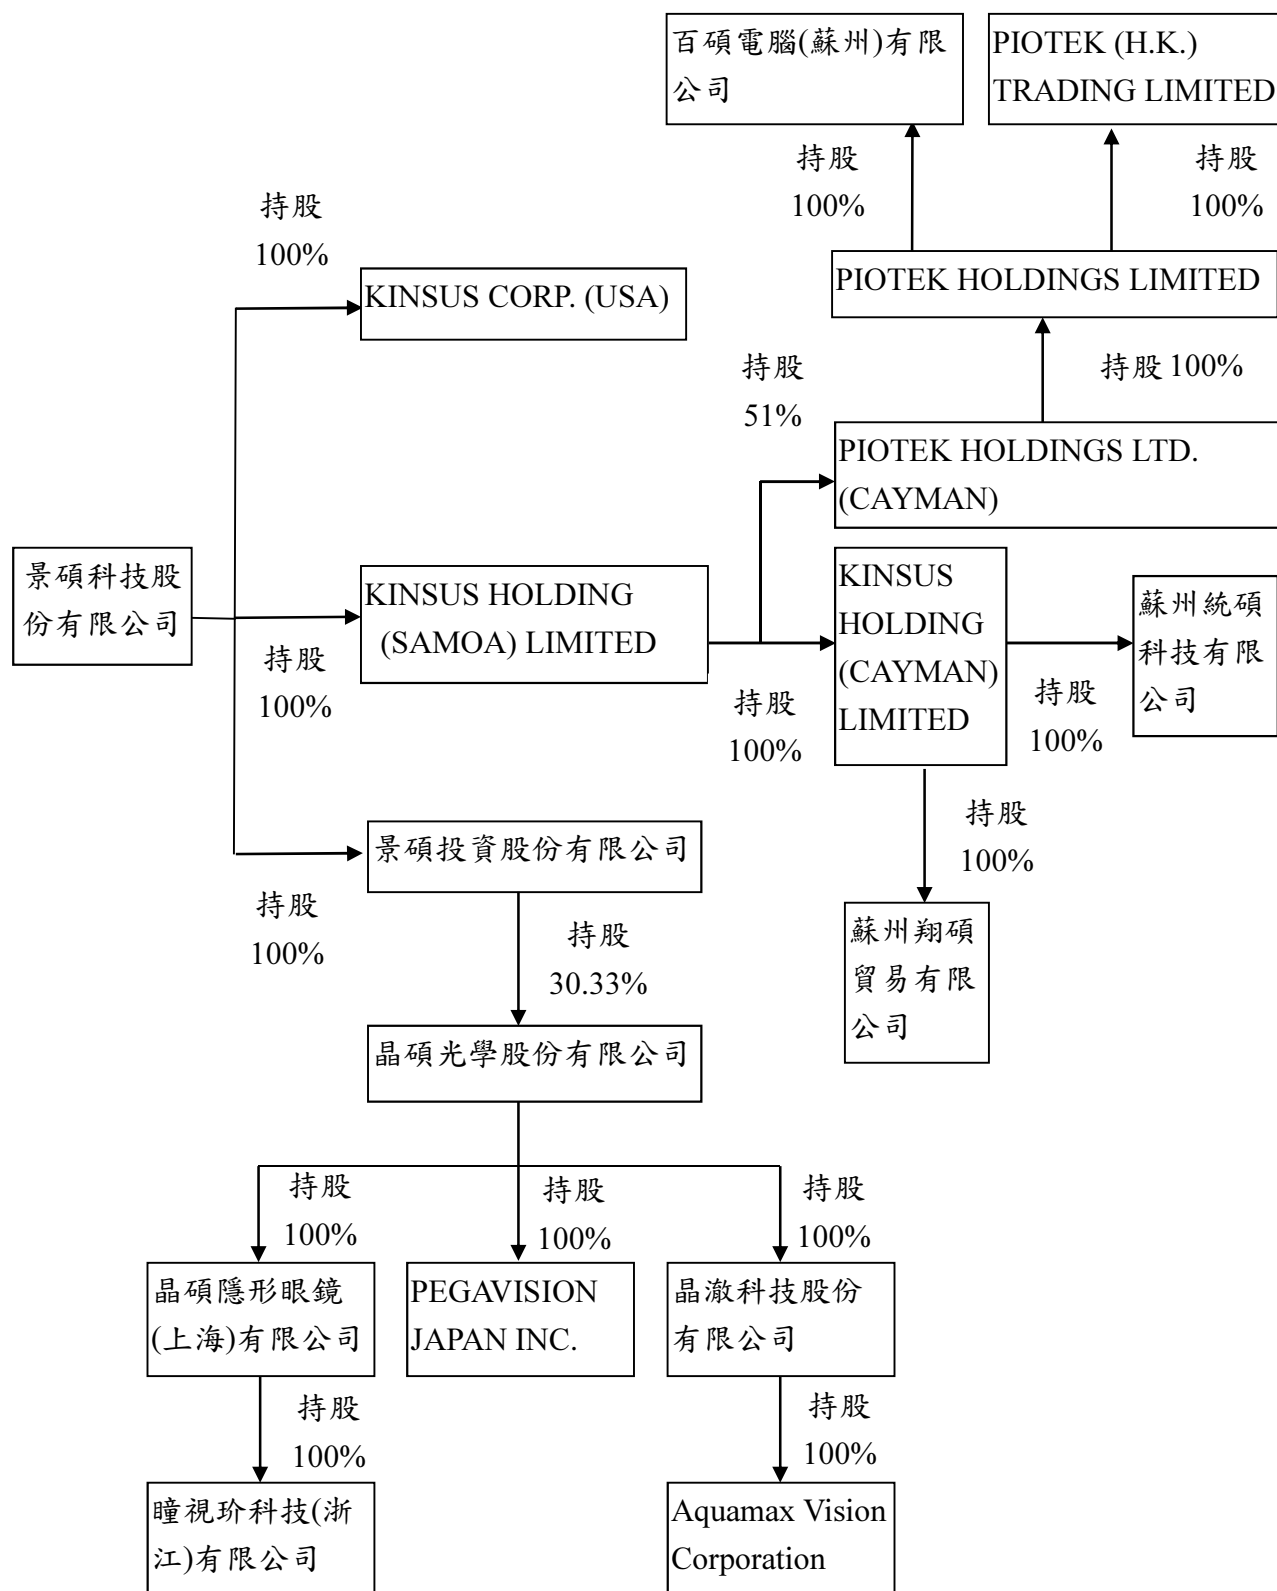 百碩電腦(蘇州)有限
公司
PIOTEK (H.K.)
TRADING LIMITED
持股
100%
持股
100%
持股
100%
PIOTEK HOLDINGS LIMITED
KINSUS CORP. (USA)
持股 100%
持股
51%
PIOTEK HOLDINGS LTD.
(CAYMAN)
景碩科技股
份有限公司
KINSUS HOLDING
(SAMOA) LIMITED
持股
100%
KINSUS
HOLDING
(CAYMAN)
LIMITED
持股
100%
蘇州統碩
科技有限
公司
持股
100%
持股
100%
蘇州翔碩
貿易有限
公司
景碩投資股份有限公司
持股
100%
持股
30.33%
晶碩光學股份有限公司
持股
100%
持股
100%
持股
100%
晶碩隱形眼鏡
(上海)有限公司
PEGAVISION
JAPAN INC.
晶澈科技股份
有限公司
持股
100%
持股
100%
瞳視玠科技(浙
江)有限公司
Aquamax Vision
Corporation